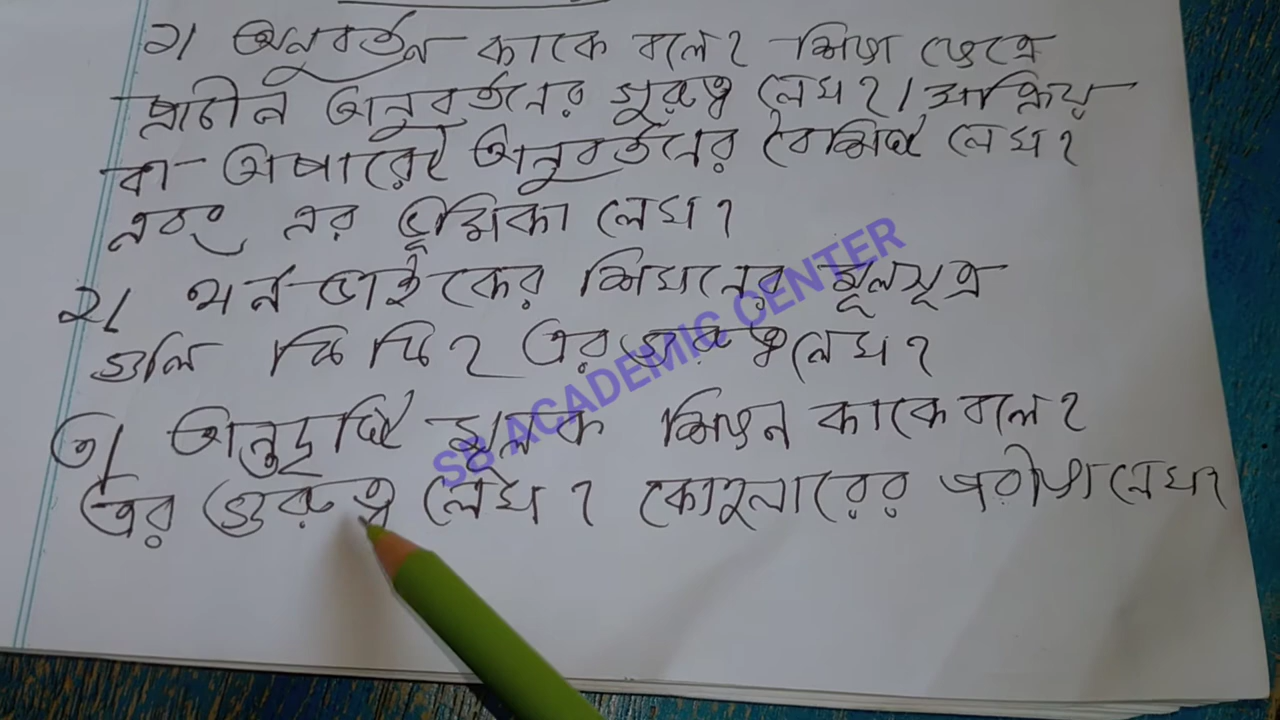 ১। অনুবর্তন কাকে বলে? শিক্ষা ক্ষেত্রে
প্রাচীন অনুবর্তনের গুরুত্ব লেখ?। সক্রিয়
বা অপারেন্ট অনুবর্তনের বৈশিষ্ট্য লেখ?
এবং এর ভূমিকা লেখ?
২। থর্নডাইকের শিখনের মূলসূত্র
গুলি কি কি? এর গুরুত্ব লেখ?
৩। অন্তর্দৃষ্টি মূলক শিখন কাকে বলে?
এর গুরুত্ব লেখ? কোহলারের পরীক্ষা লেখ?
SB ACADEMIC CENTER